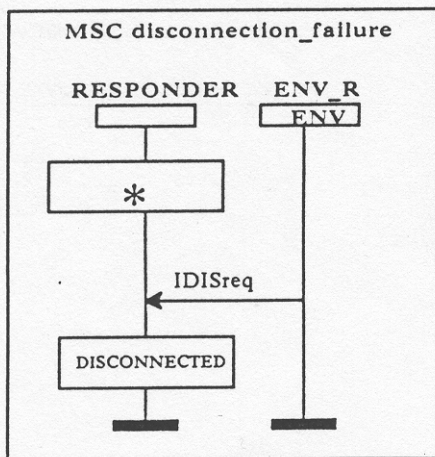 MSC disconnection_failure
RESPONDER ENV_R
ENV
*
IDISreq
DISCONNECTED